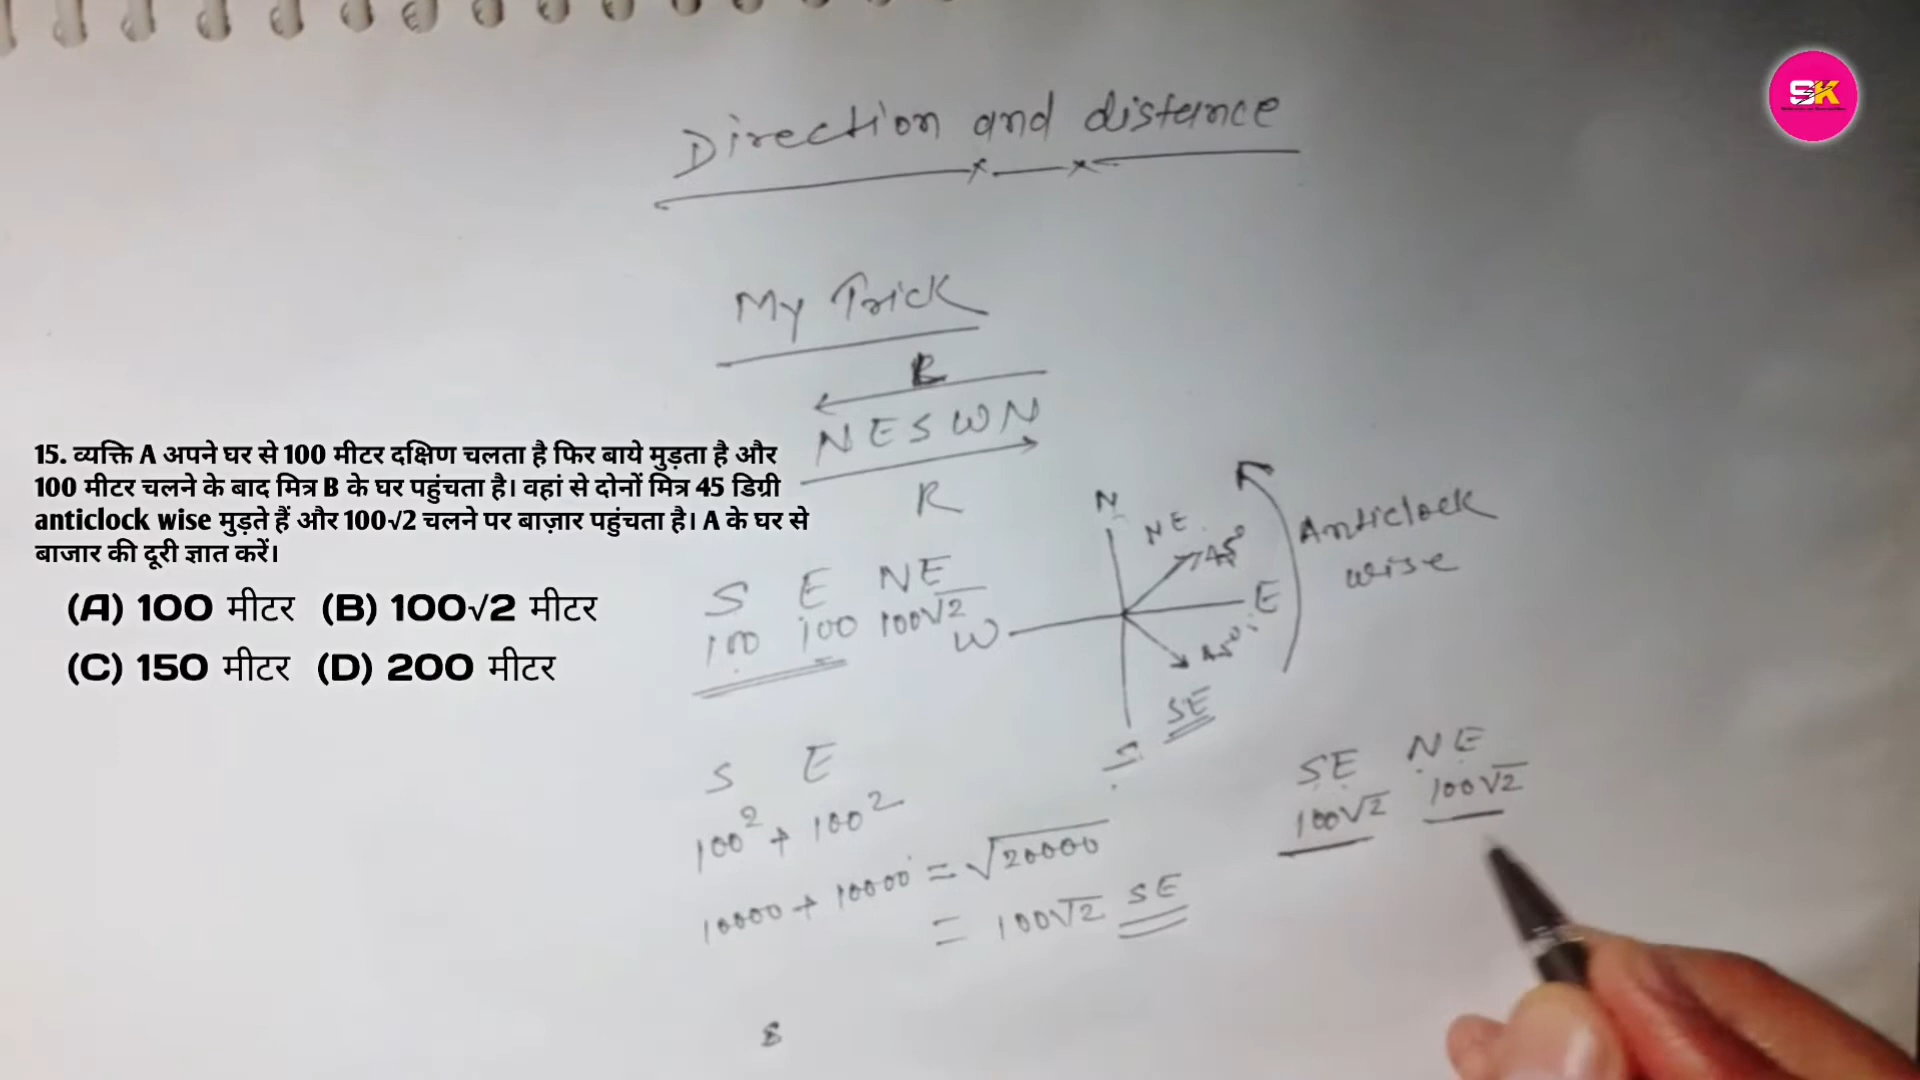 SK
Direction and distance
My Trick
NESWN
R
15. व्यक्ति A अपने घर से 100 मीटर दक्षिण चलता है फिर बाये मुड़ता है और
100 मीटर चलने के बाद मित्र B के घर पहुंचता है। वहां से दोनों मित्र 45 डिग्री
anticlock wise मुड़ते हैं और 100√2 चलने पर बाज़ार पहुंचता है। A के घर से
बाजार की दूरी ज्ञात करें।
(A) 100 मीटर (B) 100√2 मीटर
(C) 150 मीटर (D) 200 मीटर
S E NE
100 100 100√2
N
NE 45°
W E
45°
SE
S
Anticlock
wise
S E
100² + 100²
10000 + 10000 = √20000
= 100√2 SE
SE NE
100√2 100√2